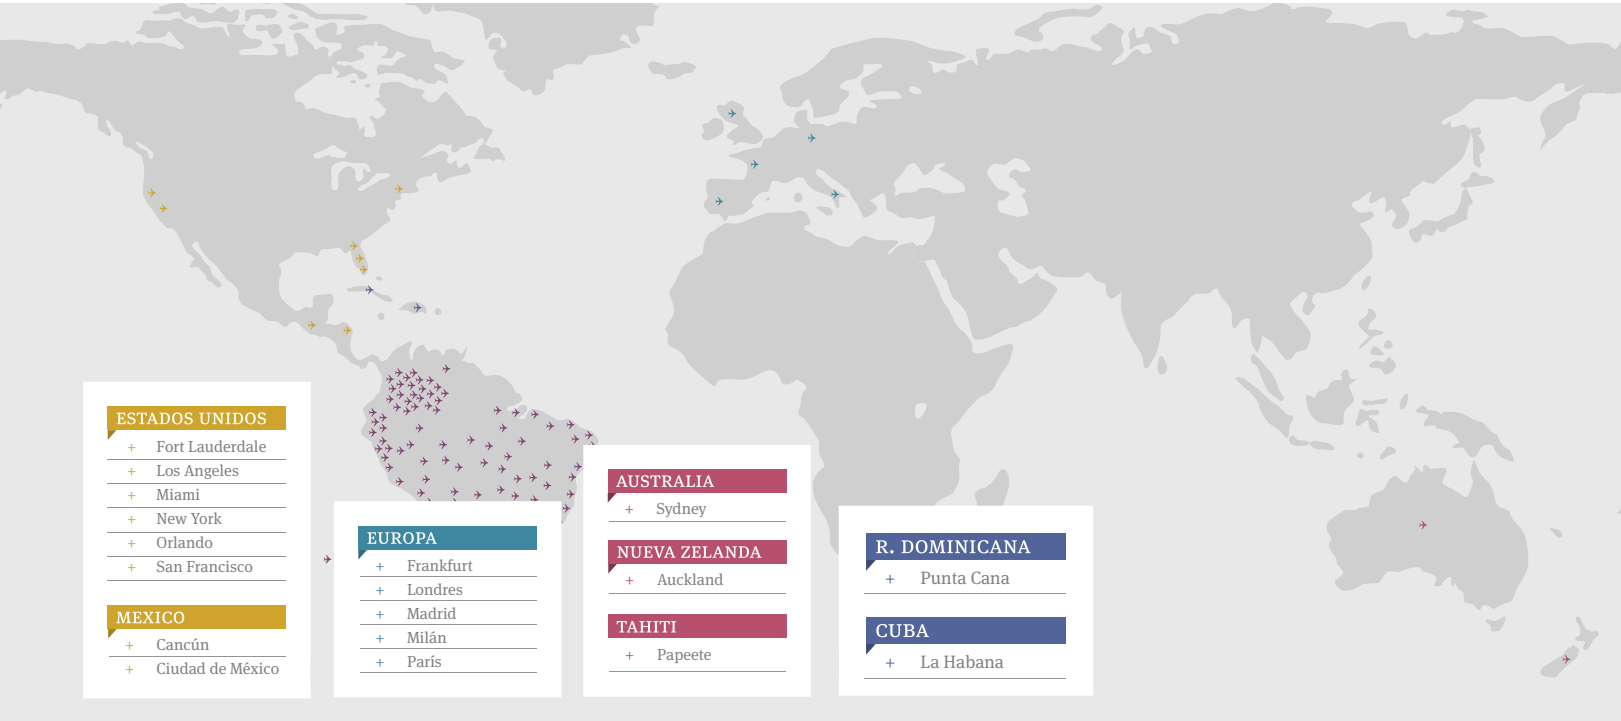 ESTADOS UNIDOS
+ Fort Lauderdale
+ Los Angeles
+ Miami
+ New York
+ Orlando
+ San Francisco
MEXICO
+ Cancún
+ Ciudad de México
EUROPA
+ Frankfurt
+ Londres
+ Madrid
+ Milán
+ París
AUSTRALIA
+ Sydney
NUEVA ZELANDA
+ Auckland
TAHITI
+ Papeete
R. DOMINICANA
+ Punta Cana
CUBA
+ La Habana